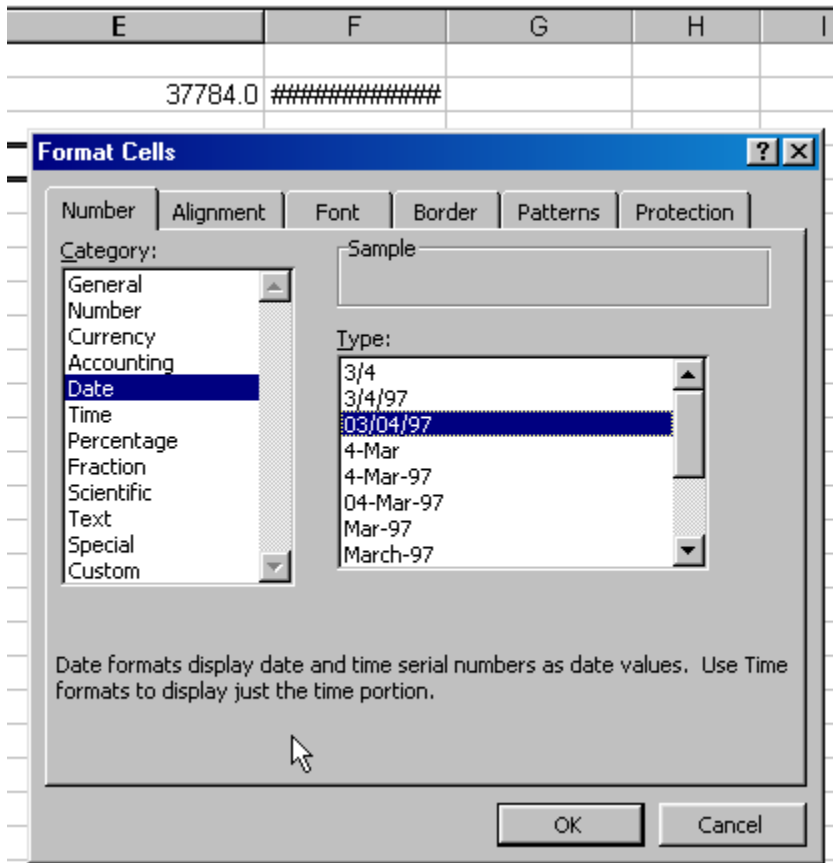 E F G H I
37784.0 ############
Format Cells
Number Alignment Font Border Patterns Protection
Category:
General
Number
Currency
Accounting
Date
Time
Percentage
Fraction
Scientific
Text
Special
Custom
Sample
Type:
3/4
3/4/97
03/04/97
4-Mar
4-Mar-97
04-Mar-97
Mar-97
March-97
Date formats display date and time serial numbers as date values. Use Time
formats to display just the time portion.
OK Cancel